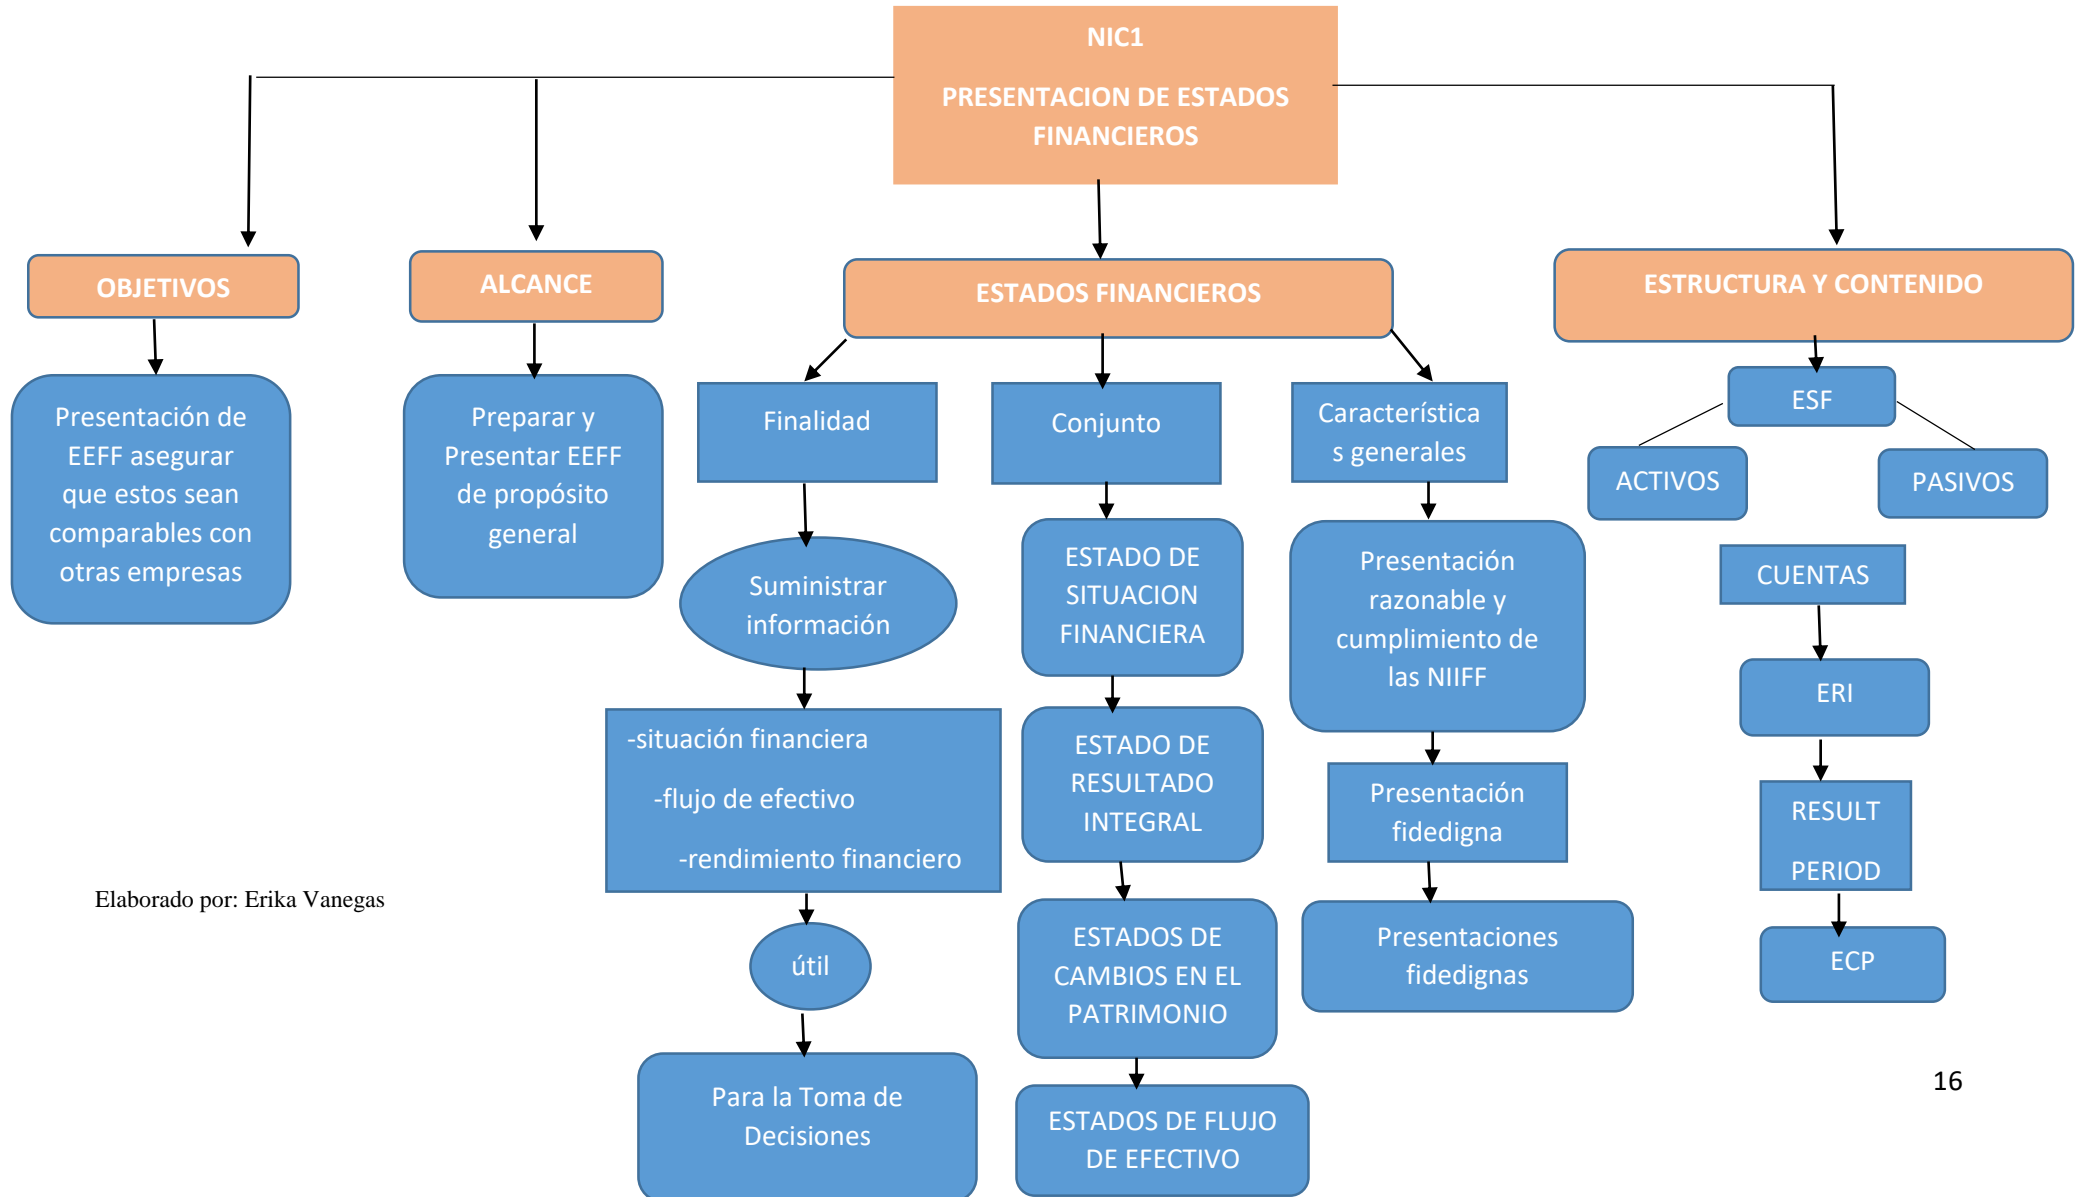 NIC1
PRESENTACION DE ESTADOS
FINANCIEROS
OBJETIVOS
Presentación de
EEFF asegurar
que estos sean
comparables con
otras empresas
ALCANCE
Preparar y
Presentar EEFF
de propósito
general
ESTADOS FINANCIEROS
Finalidad
Suministrar
información
-situación financiera
-flujo de efectivo
-rendimiento financiero
útil
Para la Toma de
Decisiones
Conjunto
ESTADO DE
SITUACION
FINANCIERA
ESTADO DE
RESULTADO
INTEGRAL
ESTADOS DE
CAMBIOS EN EL
PATRIMONIO
ESTADOS DE FLUJO
DE EFECTIVO
Característica
s generales
Presentación
razonable y
cumplimiento de
las NIIFF
Presentación
fidedigna
Presentaciones
fidedignas
ESTRUCTURA Y CONTENIDO
ESF
ACTIVOS
PASIVOS
CUENTAS
ERI
RESULT
PERIOD
ECP
Elaborado por: Erika Vanegas
16